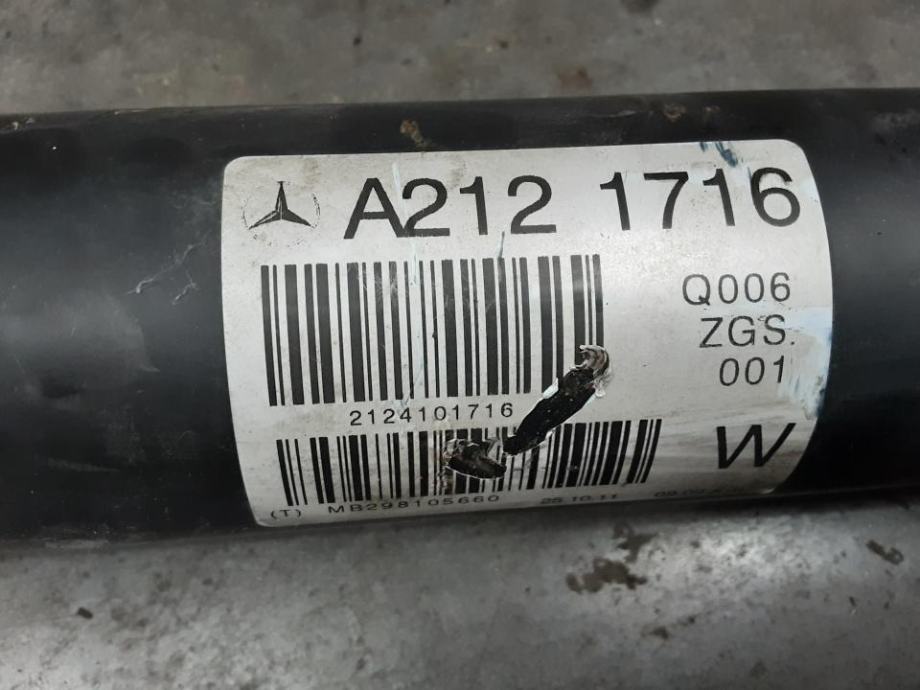 A212 1716
Q006
ZGS.
001
2124101716
W
(T) MB298105660 25.10.11